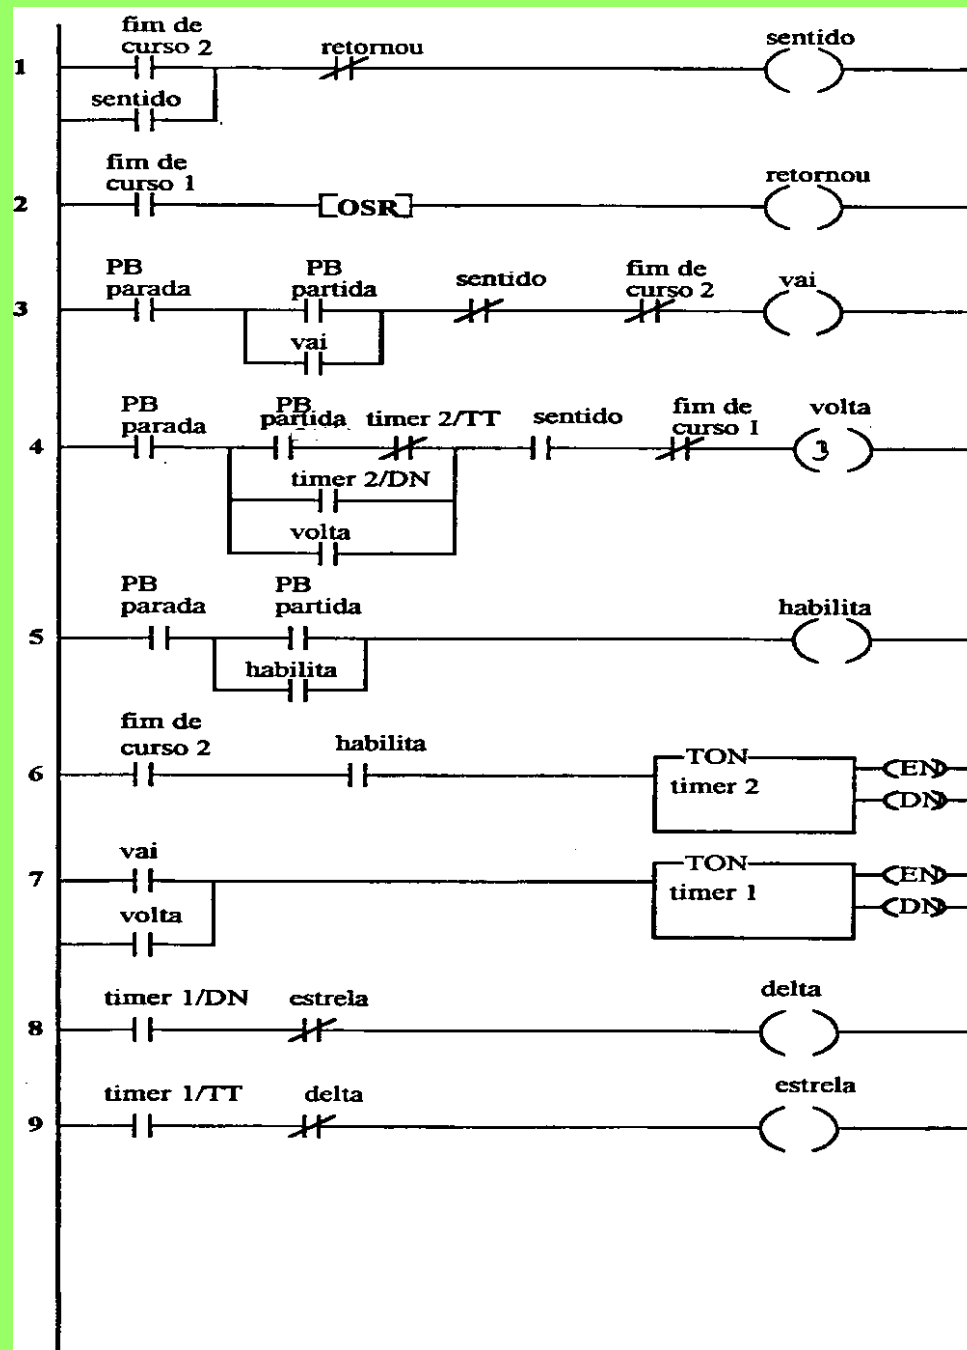 fim de
curso 2
retornou
sentido
1
sentido
fim de
curso 1
retornou
2
[OSR]
PB
parada
PB
partida
sentido
fim de
curso 2
vai
3
vai
PB
parada
PB
partida
timer 2/TT
sentido
fim de
curso 1
volta
4
3
timer 2/DN
volta
PB
parada
PB
partida
habilita
5
habilita
fim de
curso 2
habilita
TON
6
timer 2
EN
DN
vai
TON
7
timer 1
EN
volta
DN
timer 1/DN
estrela
delta
8
timer 1/TT
delta
estrela
9